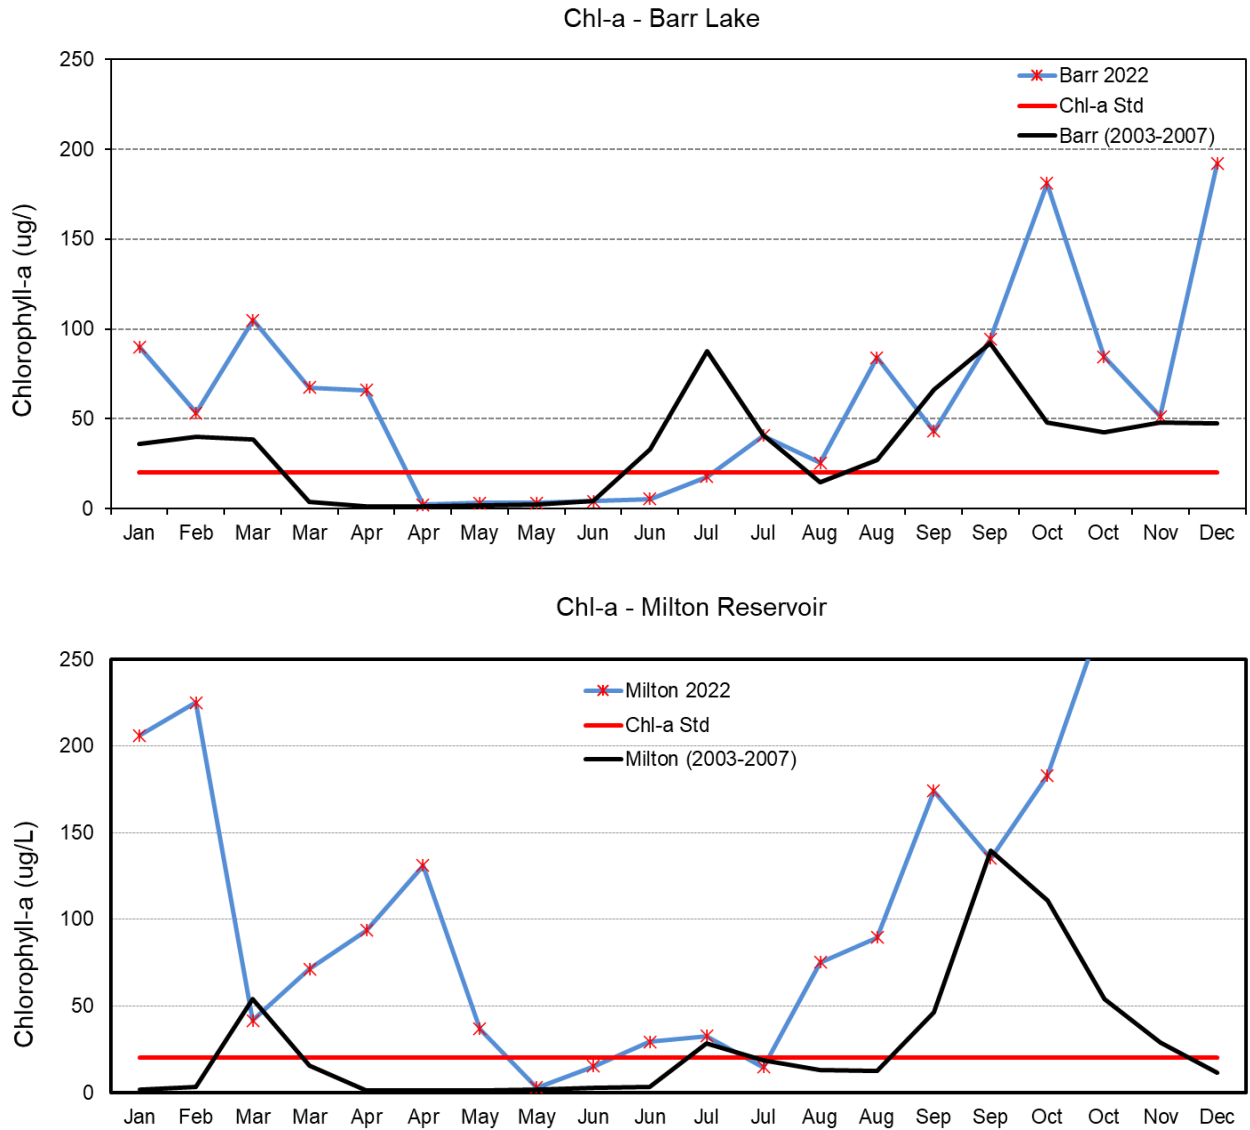 Chl-a - Barr Lake
Chlorophyll-a (ug/)
250
200
150
100
50
0
Barr 2022
Chl-a Std
Barr (2003-2007)
Jan Feb Mar Mar Apr Apr May May Jun Jun Jul Jul Aug Aug Sep Sep Oct Oct Nov Dec
Chl-a - Milton Reservoir
Chlorophyll-a (ug/L)
250
200
150
100
50
0
Milton 2022
Chl-a Std
Milton (2003-2007)
Jan Feb Mar Mar Apr Apr May May Jun Jun Jul Jul Aug Aug Sep Sep Oct Oct Nov Dec